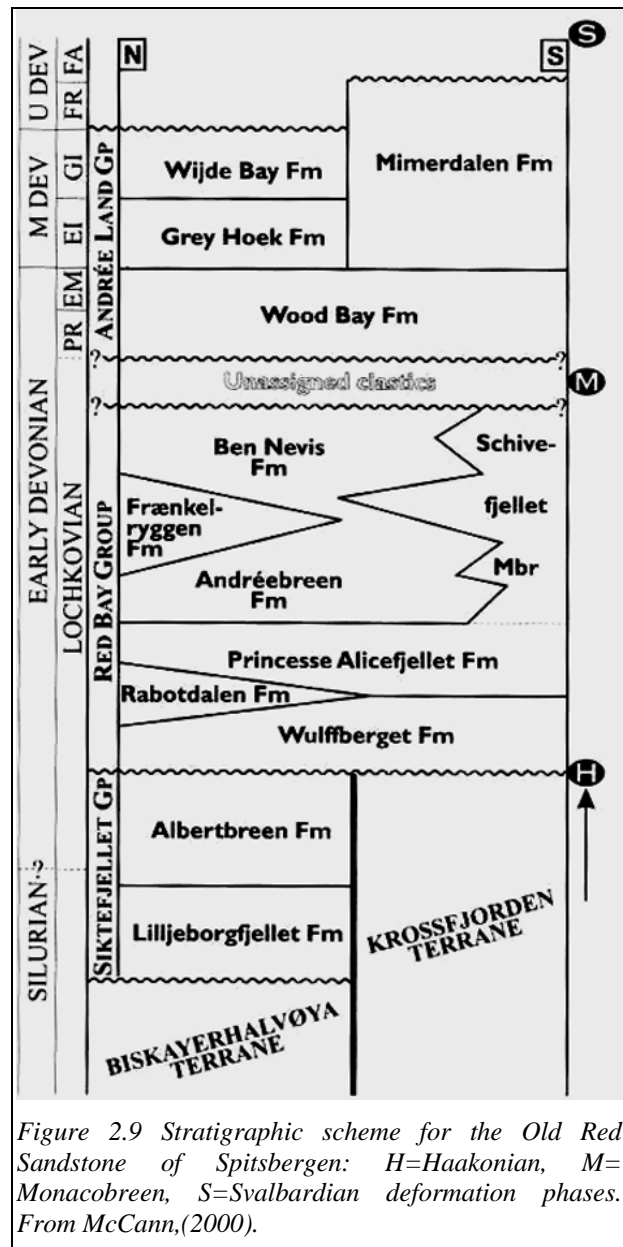 S
N
S
U DEV
FA
FR
M DEV
GI
EI
EARLY DEVONIAN
EM
PR
LOCHKOVIAN
SILURIAN
?
ANDRÉE LAND GP
RED BAY GROUP
SIKTEFJELLET GP
Wijde Bay Fm
Mimerdalen Fm
Grey Hoek Fm
Wood Bay Fm
? ?
Unassigned clastics
M
? ?
Ben Nevis
Fm
Schive-
fjellet
Mbr
Frænkel-
ryggen
Fm
Andréebreen
Fm
Princesse Alicefjellet Fm
Rabotdalen Fm
Wulffberget Fm
H
Albertbreen Fm
Lilljeborgfjellet Fm
KROSSFJORDEN
TERRANE
BISKAYERHALVØYA
TERRANE
Figure 2.9 Stratigraphic scheme for the Old Red
Sandstone of Spitsbergen: H=Haakonian, M=
Monacobreen, S=Svalbardian deformation phases.
From McCann,(2000).